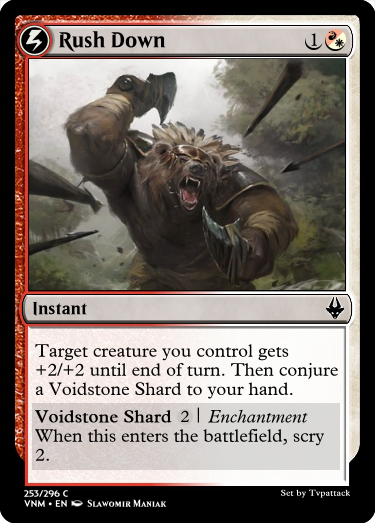 Rush Down 1
Instant
Target creature you control gets
+2/+2 until end of turn. Then conjure
a Voidstone Shard to your hand.
Voidstone Shard 2 | Enchantment
When this enters the battlefield, scry
2.
253/296 C
VNM • EN Slawomir Maniak
Set by Tvpattack